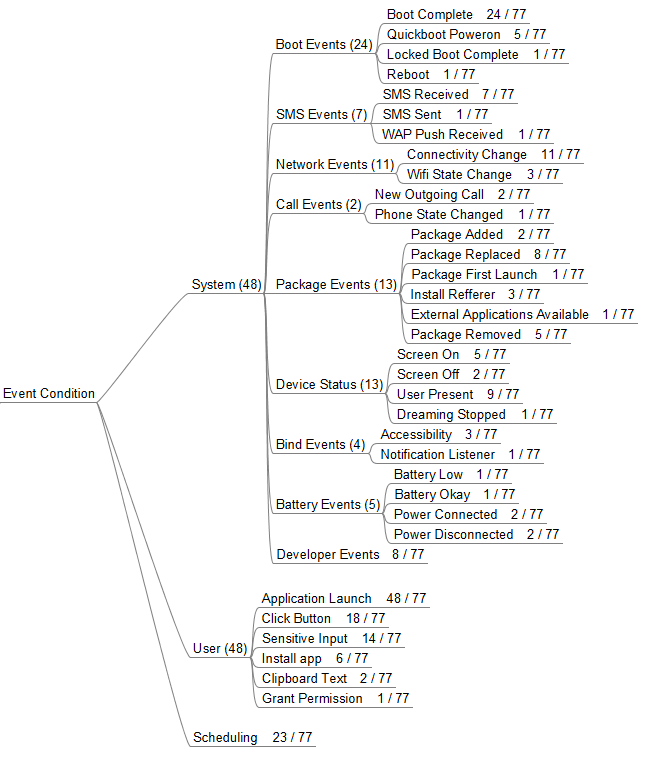 Event Condition
System (48)
Boot Events (24)
Boot Complete 24 / 77
Quickboot Poweron 5 / 77
Locked Boot Complete 1 / 77
Reboot 1 / 77
SMS Events (7)
SMS Received 7 / 77
SMS Sent 1 / 77
WAP Push Received 1 / 77
Network Events (11)
Connectivity Change 11 / 77
Wifi State Change 3 / 77
Call Events (2)
New Outgoing Call 2 / 77
Phone State Changed 1 / 77
Package Events (13)
Package Added 2 / 77
Package Replaced 8 / 77
Package First Launch 1 / 77
Install Refferer 3 / 77
External Applications Available 1 / 77
Package Removed 5 / 77
Device Status (13)
Screen On 5 / 77
Screen Off 2 / 77
User Present 9 / 77
Dreaming Stopped 1 / 77
Bind Events (4)
Accessibility 3 / 77
Notification Listener 1 / 77
Battery Events (5)
Battery Low 1 / 77
Battery Okay 1 / 77
Power Connected 2 / 77
Power Disconnected 2 / 77
Developer Events 8 / 77
User (48)
Application Launch 48 / 77
Click Button 18 / 77
Sensitive Input 14 / 77
Install app 6 / 77
Clipboard Text 2 / 77
Grant Permission 1 / 77
Scheduling 23 / 77